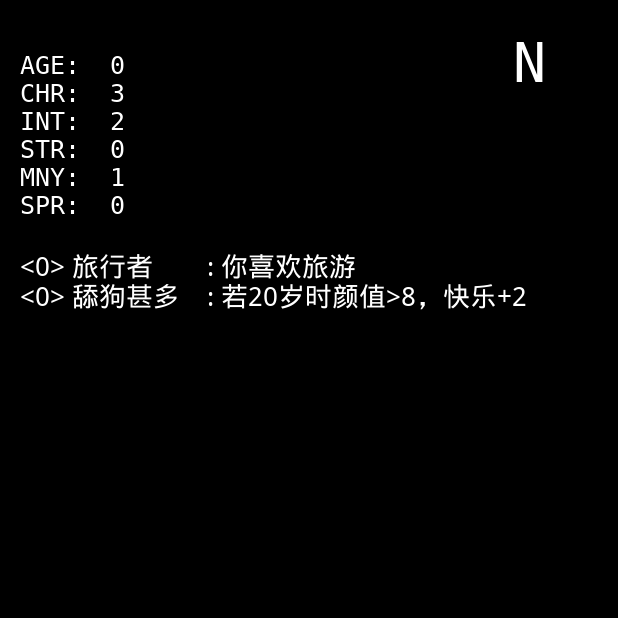 N
AGE: 0
CHR: 3
INT: 2
STR: 0
MNY: 1
SPR: 0
<O> 旅行者 : 你喜欢旅游
<O> 舔狗甚多 : 若20岁时颜值>8，快乐+2